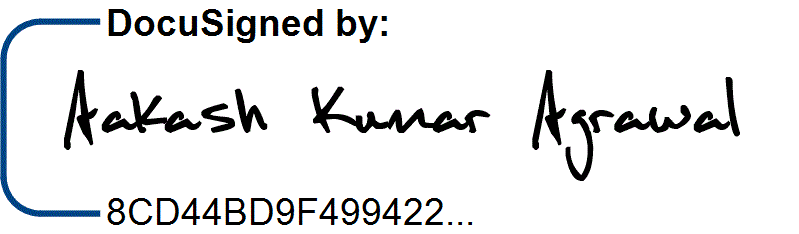 DocuSigned by:
Aakash Kumar Agrawal
8CD44BD9F499422...